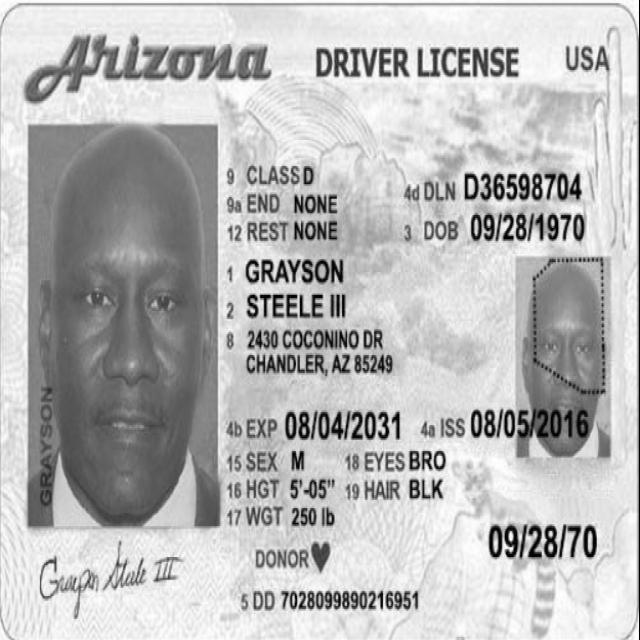 Arizona DRIVER LICENSE USA
9 CLASS D
9a END NONE
12 REST NONE
4d DLN D36598704
3 DOB 09/28/1970
1 GRAYSON
2 STEELE III
8 2430 COCONINO DR
CHANDLER, AZ 85249
4b EXP 08/04/2031 4a ISS 08/05/2016
15 SEX M 18 EYES BRO
16 HGT 5'-05" 19 HAIR BLK
17 WGT 250 lb
GRAYSON
DONOR
09/28/70
5 DD 7028099890216951